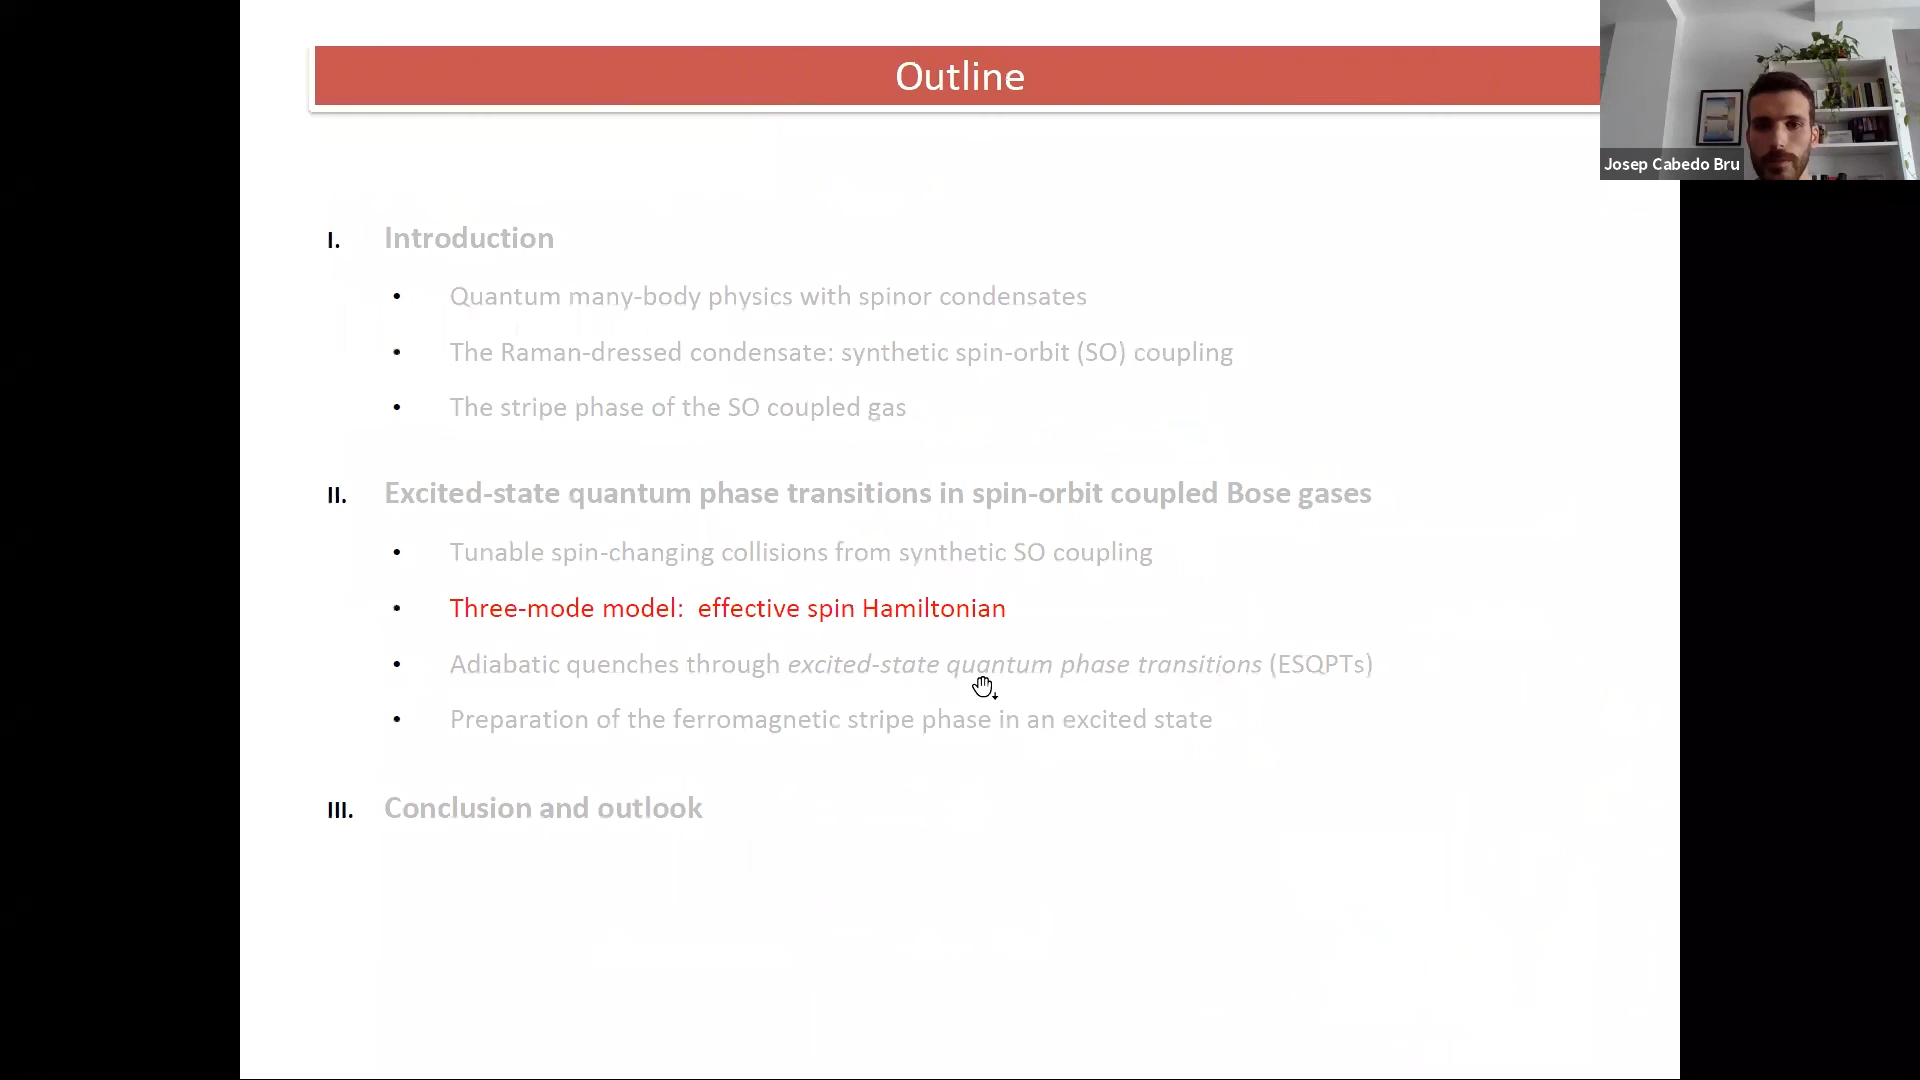 Outline
Josep Cabedo Bru
I. Introduction
• Quantum many-body physics with spinor condensates
• The Raman-dressed condensate: synthetic spin-orbit (SO) coupling
• The stripe phase of the SO coupled gas
II. Excited-state quantum phase transitions in spin-orbit coupled Bose gases
• Tunable spin-changing collisions from synthetic SO coupling
• Three-mode model: effective spin Hamiltonian
• Adiabatic quenches through excited-state quantum phase transitions (ESQPTs)
• Preparation of the ferromagnetic stripe phase in an excited state
III. Conclusion and outlook